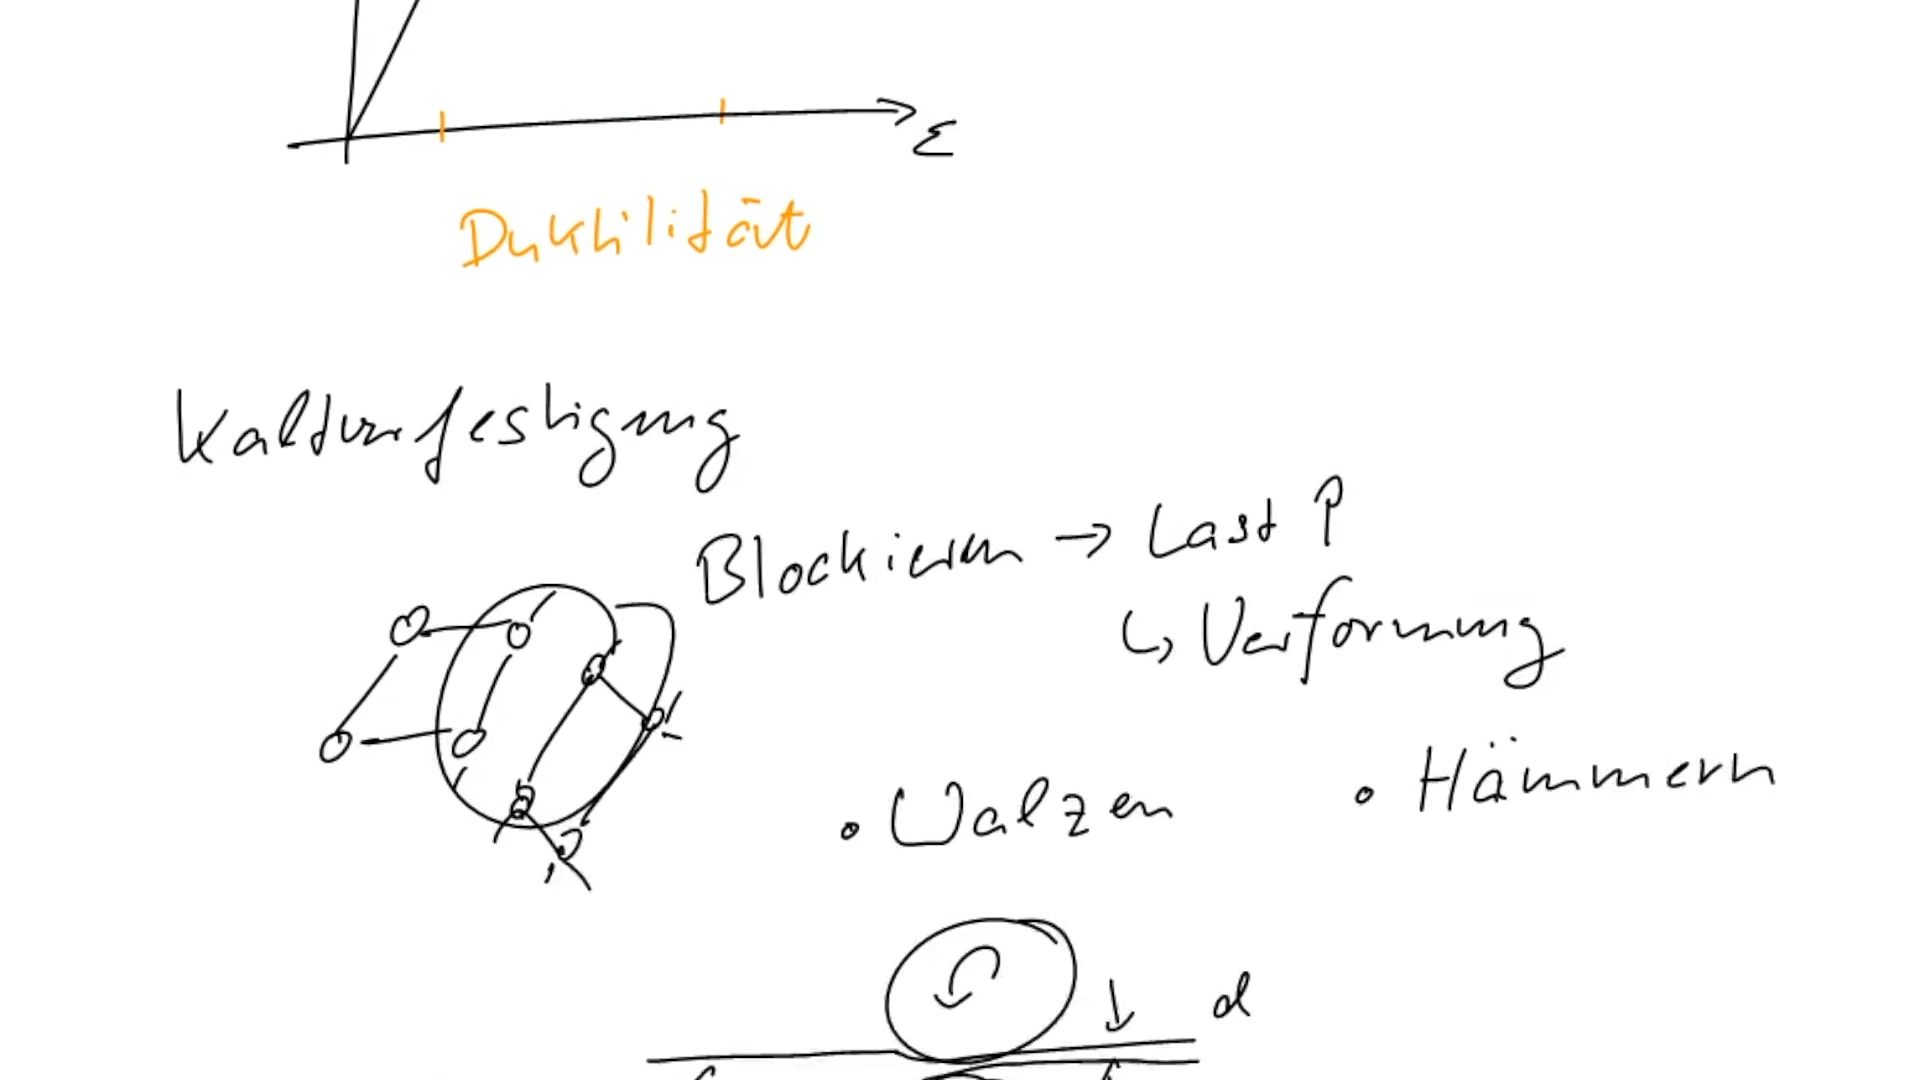 ε
Duktilität
Kaltverfestigung
Blockieren → Last P
↳ Verformung
• Walzen • Hämmern
d